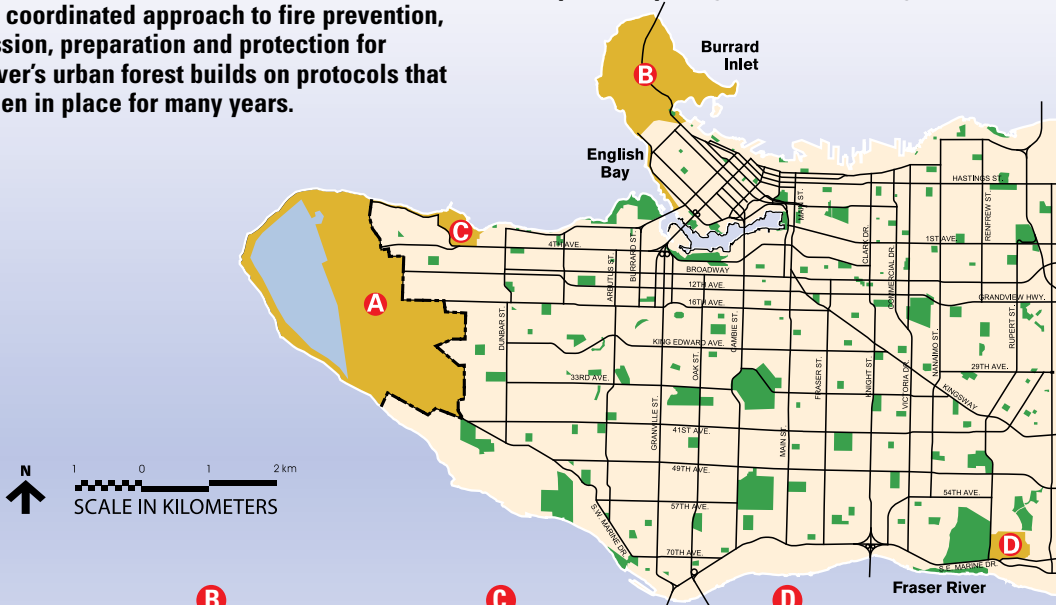 coordinated approach to fire prevention,
ssion, preparation and protection for
ver's urban forest builds on protocols that
en in place for many years.
Burrard
Inlet
B
English
Bay
HASTINGS ST.
MAIN ST.
RENFREW ST.
C
4TH AVE.
1ST AVE.
CLARK DR.
BURRARD ST.
ARBUTUS ST.
BROADWAY
COMMERCIAL DR.
12TH AVE.
A
16TH AVE.
GRANDVIEW HWY.
DUNBAR ST.
CAMBIE ST.
RUPERT ST.
KING EDWARD AVE.
NANAIMO ST.
OAK ST.
29TH AVE.
FRASER ST.
KNIGHT ST.
VICTORIA DR.
33RD AVE.
KINGSWAY
GRANVILLE ST.
41ST AVE.
MAIN ST.
N
1 0 1 2 km
49TH AVE.
54TH AVE.
SCALE IN KILOMETERS
57TH AVE.
S.W. MARINE DR.
D
70TH AVE.
S.E. MARINE DR.
Fraser River
B C D